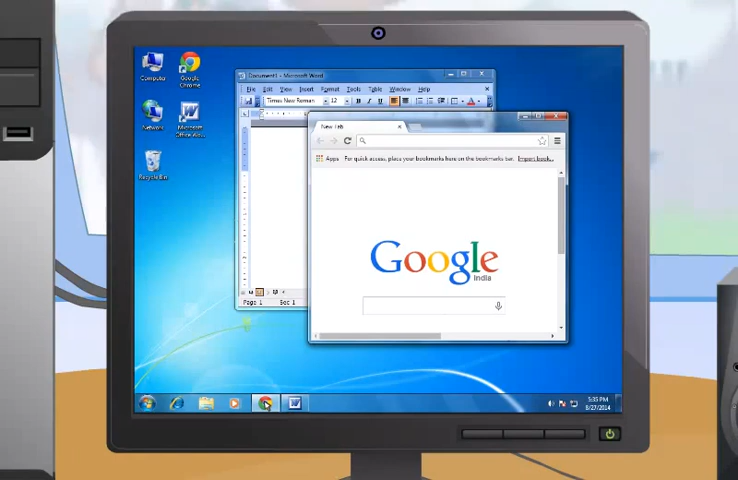 Computer
Google
Chrome
Network
Microsoft
Office Wo...
Recycle Bin
Document1 - Microsoft Word
File Edit View Insert Format Tools Table Window Help
Times New Roman 12 B I U A
New Tab
Apps For quick access, place your bookmarks here on the bookmarks bar. Import book...
Google
India
Page 1 Sec 1
5:35 PM
8/27/2014